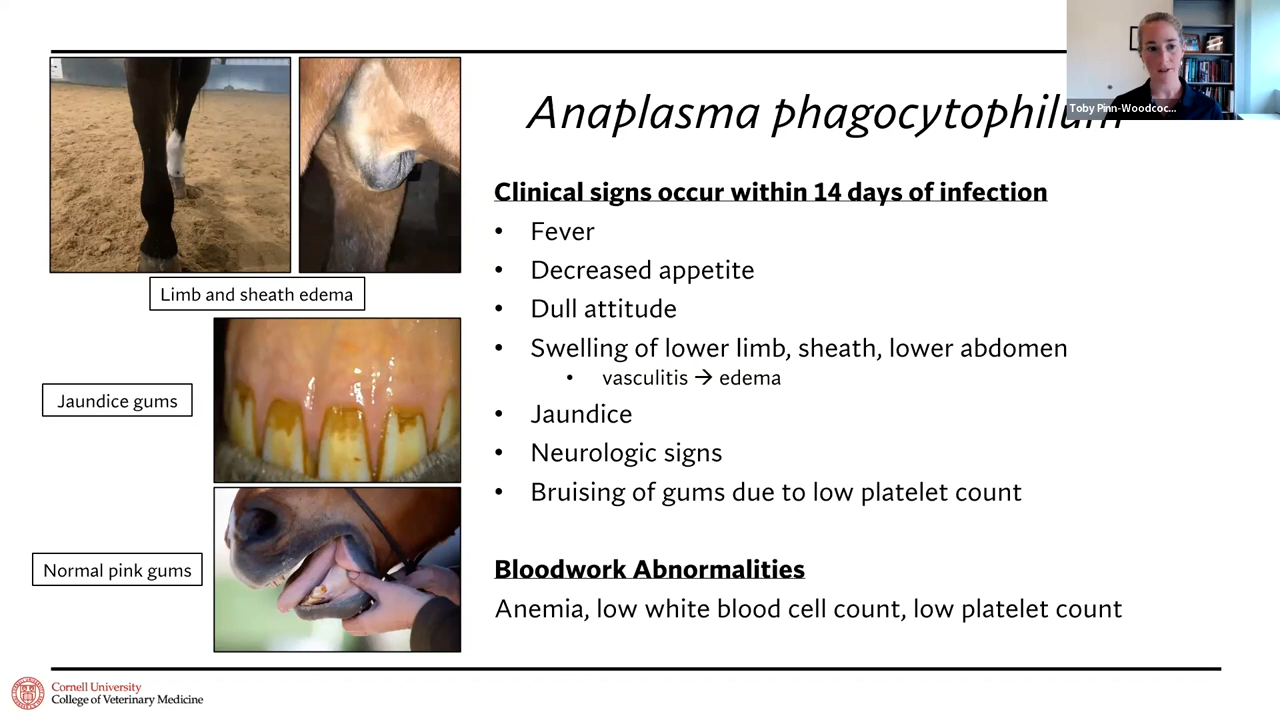 Toby Pinn-Woodcoc...
Anaplasma phagocytophilum
Clinical signs occur within 14 days of infection
• Fever
• Decreased appetite
• Dull attitude
• Swelling of lower limb, sheath, lower abdomen
• vasculitis → edema
• Jaundice
• Neurologic signs
• Bruising of gums due to low platelet count
Bloodwork Abnormalities
Anemia, low white blood cell count, low platelet count
Limb and sheath edema
Jaundice gums
Normal pink gums
Cornell University
College of Veterinary Medicine